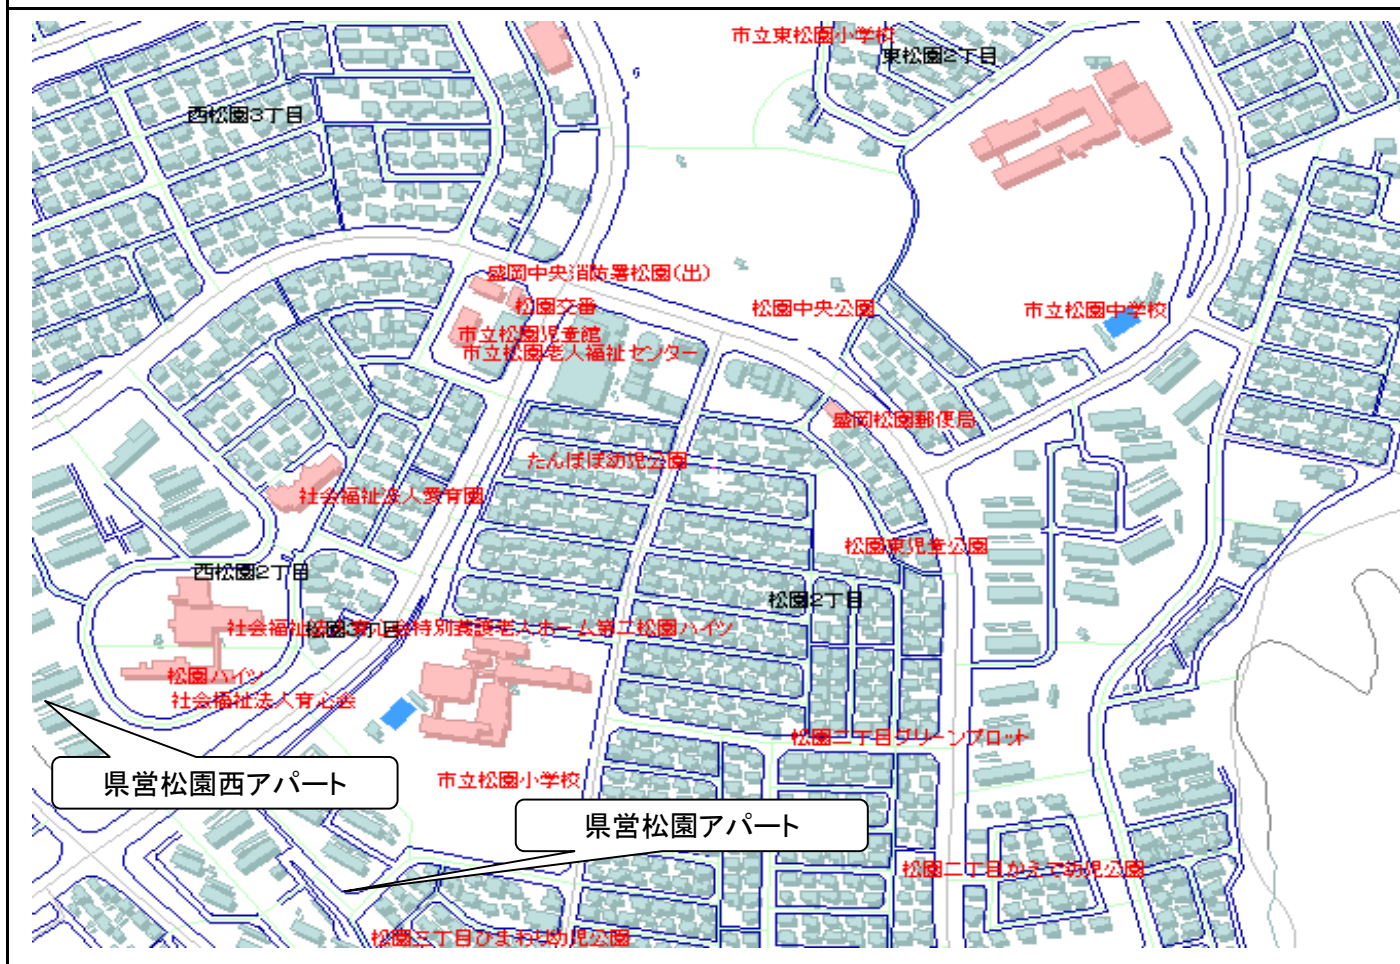 市立東松園小学校
東松園2丁目
西松園3丁目
盛岡中央消防署松園(出)
松園交番
松園中央公園
市立松園中学校
市立松園児童館
市立松園老人福祉センター
盛岡松園郵便局
たんぽぽ幼児公園
社会福祉法人愛育園
松園東児童公園
西松園2丁目
松園2丁目
松園3丁目
特別養護老人ホーム第二松園ハイツ
松園ハイツ
社会福祉法人育心会
松園二丁目グリーンプロット
県営松園西アパート
市立松園小学校
県営松園アパート
松園二丁目かえで幼児公園
松園三丁目ひまわり幼児公園